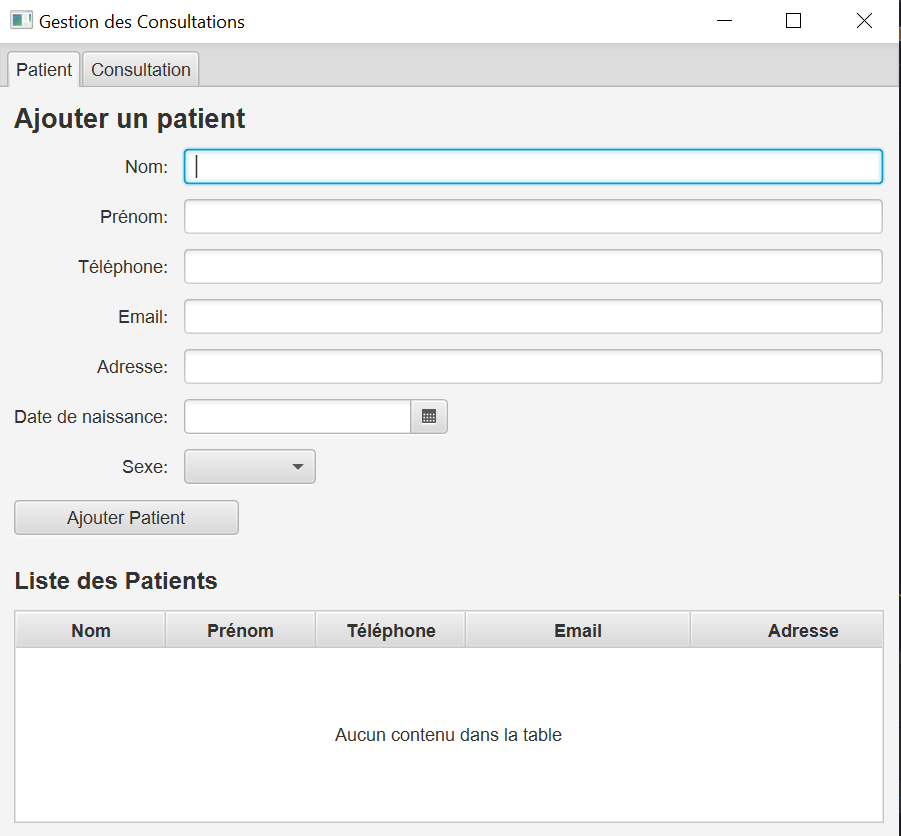 Gestion des Consultations
Patient Consultation
Ajouter un patient
Nom:
Prénom:
Téléphone:
Email:
Adresse:
Date de naissance:
Sexe:
Ajouter Patient
Liste des Patients
Nom Prénom Téléphone Email Adresse
Aucun contenu dans la table